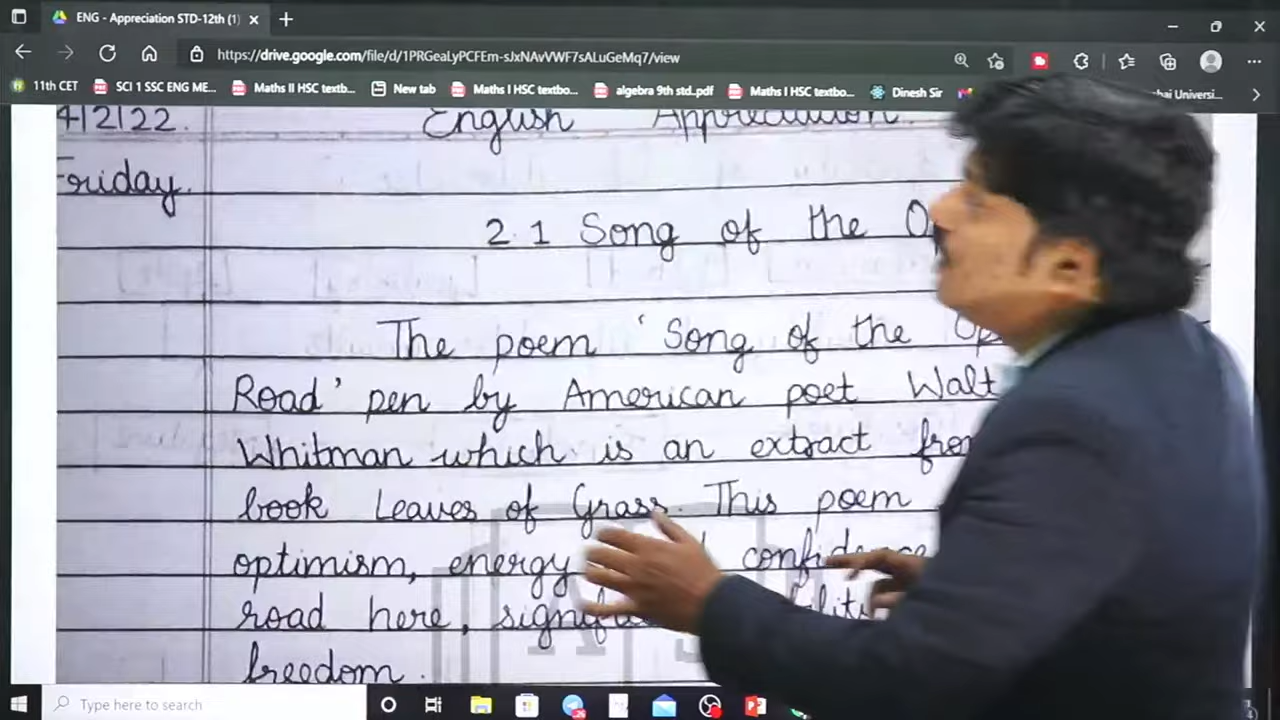 ENG - Appreciation STD-12th (1)
https://drive.google.com/file/d/1PRGeaLyPCFEm-sJxNAvVWF7sALuGeMq7/view
11th CET SCI 1 SSC ENG ME... Maths II HSC textb... New tab Maths I HSC textbo... algebra 9th std..pdf Maths I HSC textbo... Dinesh Sir bai Universi...
4/2/22. English Appreciation.
Friday.
2.1 Song of the
The poem ' Song of the
Road' pen by American poet Walt
Whitman which is an extract
book Leaves of Grass. This poem
optimism, energy confidence
road here,
freedom.
Type here to search